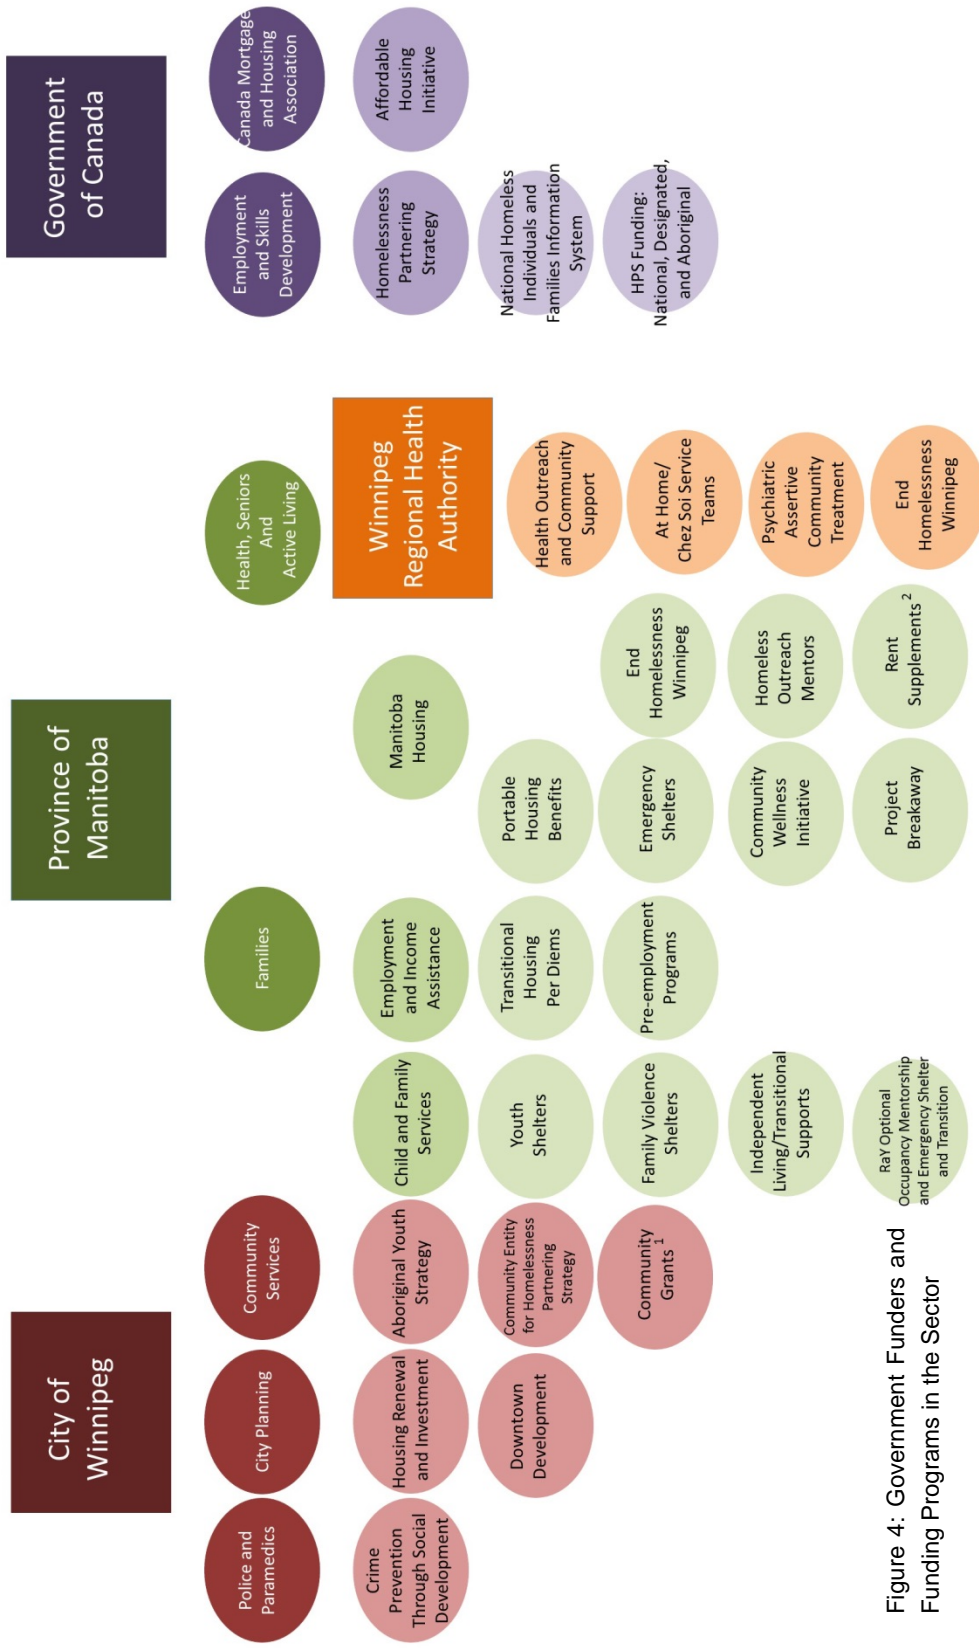 City of
Winnipeg
Police and
Paramedics
City Planning
Community
Services
Crime
Prevention
Through Social
Development
Housing Renewal
and Investment
Downtown
Development
Aboriginal Youth
Strategy
Community Entity
for Homelessness
Partnering
Strategy
Community
Grants 1
Province of
Manitoba
Families
Health, Seniors
And
Active Living
Child and Family
Services
Youth
Shelters
Family Violence
Shelters
Independent
Living/Transitional
Supports
RaY Optional
Occupancy Mentorship
and Emergency Shelter
and Transition
Employment
and Income
Assistance
Transitional
Housing
Per Diems
Pre-employment
Programs
Manitoba
Housing
Portable
Housing
Benefits
Emergency
Shelters
Community
Wellness
Initiative
Project
Breakaway
End
Homelessness
Winnipeg
Homeless
Outreach
Mentors
Rent
Supplements 2
Winnipeg
Regional Health
Authority
Health Outreach
and Community
Support
At Home/
Chez Soi Service
Teams
Psychiatric
Assertive
Community
Treatment
End
Homelessness
Winnipeg
Government
of Canada
Employment
and Skills
Development
Canada Mortgage
and Housing
Association
Homelessness
Partnering
Strategy
National Homeless
Individuals and
Families Information
System
HPS Funding:
National, Designated,
and Aboriginal
Affordable
Housing
Initiative
Figure 4: Government Funders and
Funding Programs in the Sector